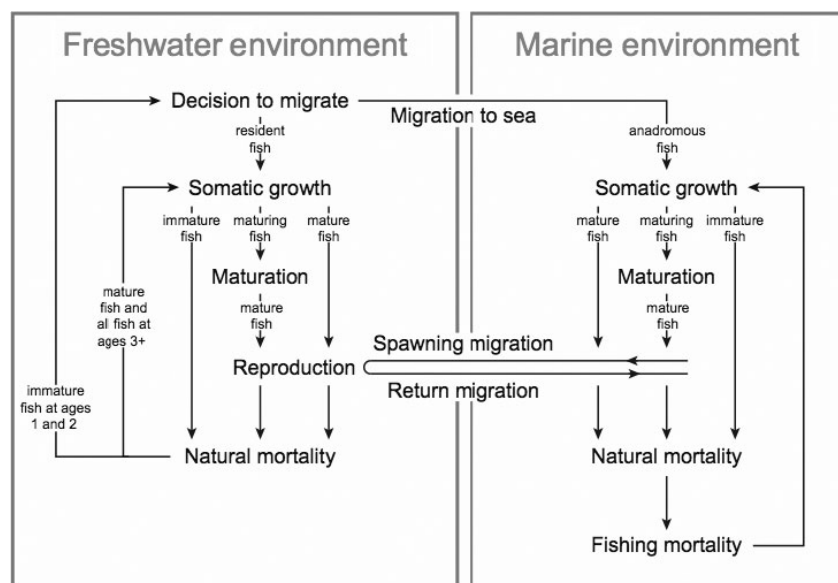 Freshwater environment
Marine environment
Decision to migrate
Migration to sea
resident
fish
anadromous
fish
Somatic growth
Somatic growth
immature
fish
maturing
fish
mature
fish
mature
fish
maturing
fish
immature
fish
Maturation
Maturation
mature
fish and
all fish at
ages 3+
mature
fish
mature
fish
Spawning migration
Reproduction
Return migration
immature
fish at ages
1 and 2
Natural mortality
Natural mortality
Fishing mortality